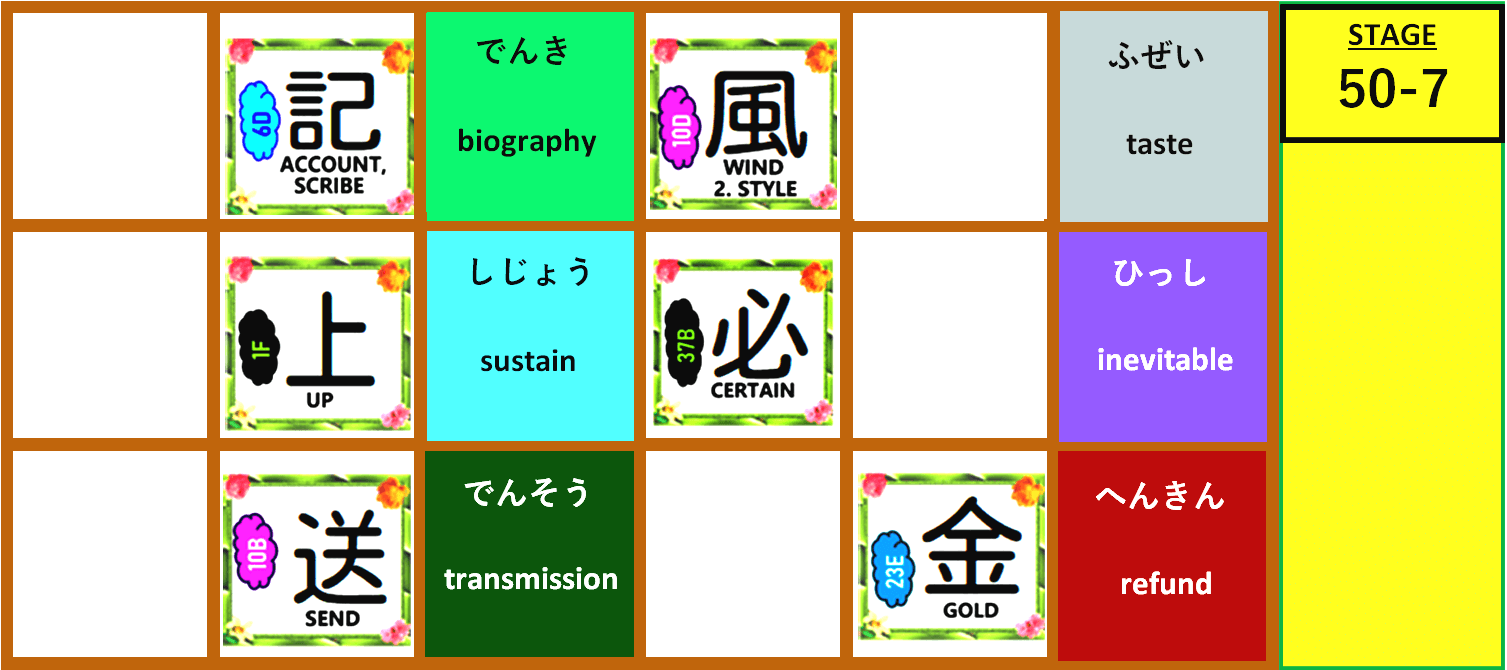 6D
記
ACCOUNT,
SCRIBE
でんき
biography
10D
風
WIND
2. STYLE
ふぜい
taste
STAGE
50-7
1F
上
UP
しじょう
sustain
37B
必
CERTAIN
ひっし
inevitable
10B
送
SEND
でんそう
transmission
23E
金
GOLD
へんきん
refund